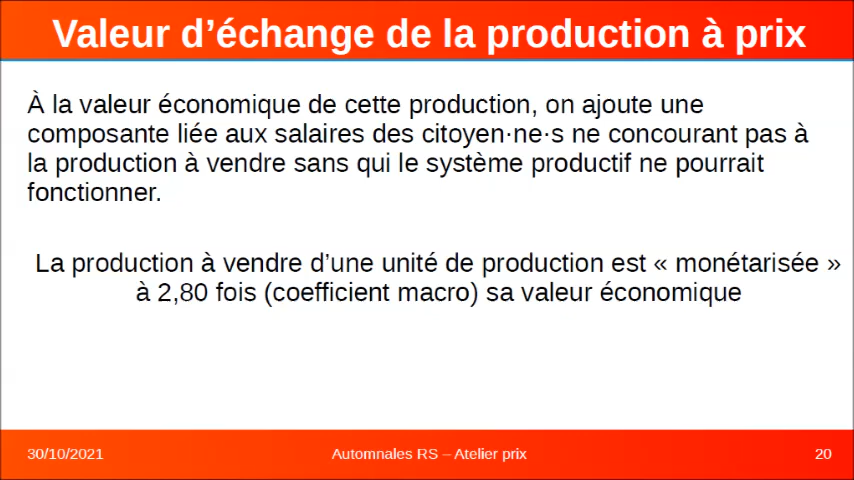 Valeur d’échange de la production à prix
À la valeur économique de cette production, on ajoute une
composante liée aux salaires des citoyen·ne·s ne concourant pas à
la production à vendre sans qui le système productif ne pourrait
fonctionner.
La production à vendre d’une unité de production est « monétarisée »
à 2,80 fois (coefficient macro) sa valeur économique
30/10/2021
Automnales RS – Atelier prix
20